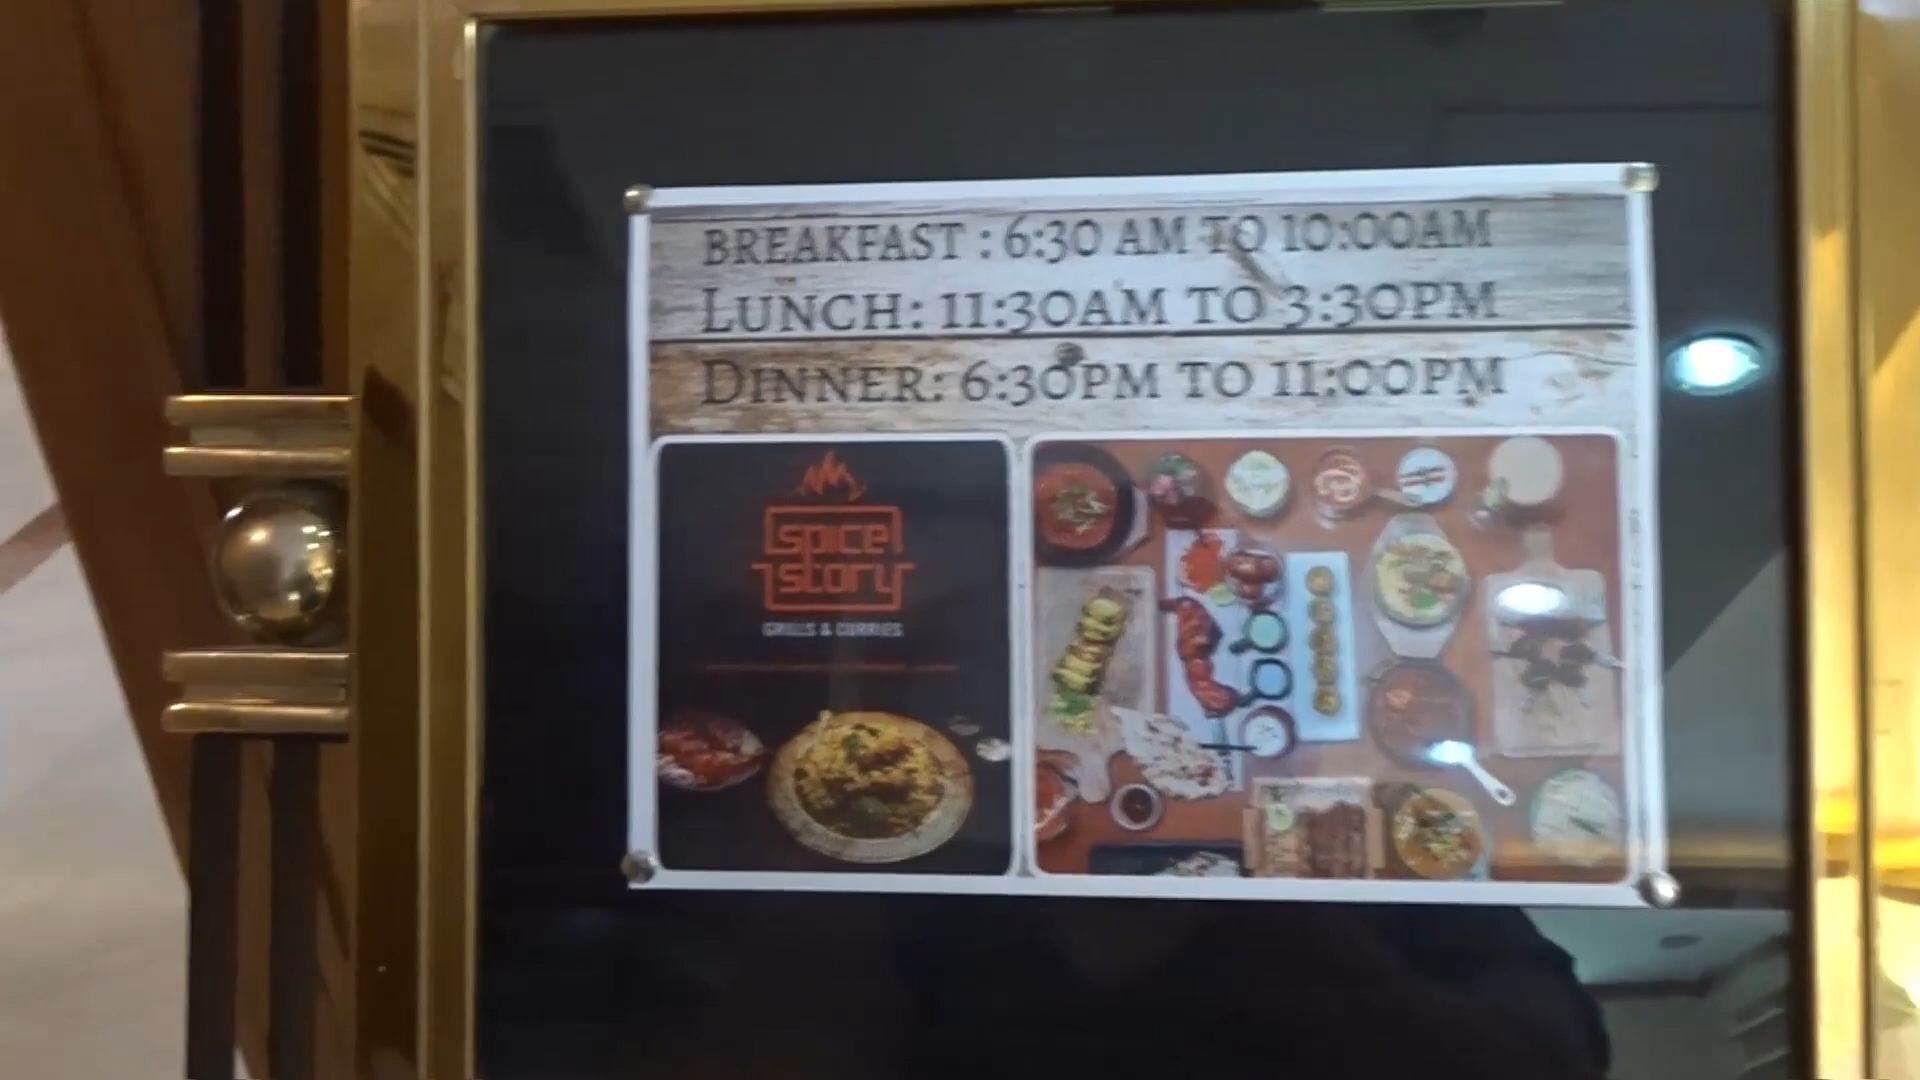 BREAKFAST : 6:30 AM TO 10:00AM
LUNCH: 11:30AM TO 3:30PM
DINNER: 6:30PM TO 11:00PM
spice
story
GRILLS & CURRIES